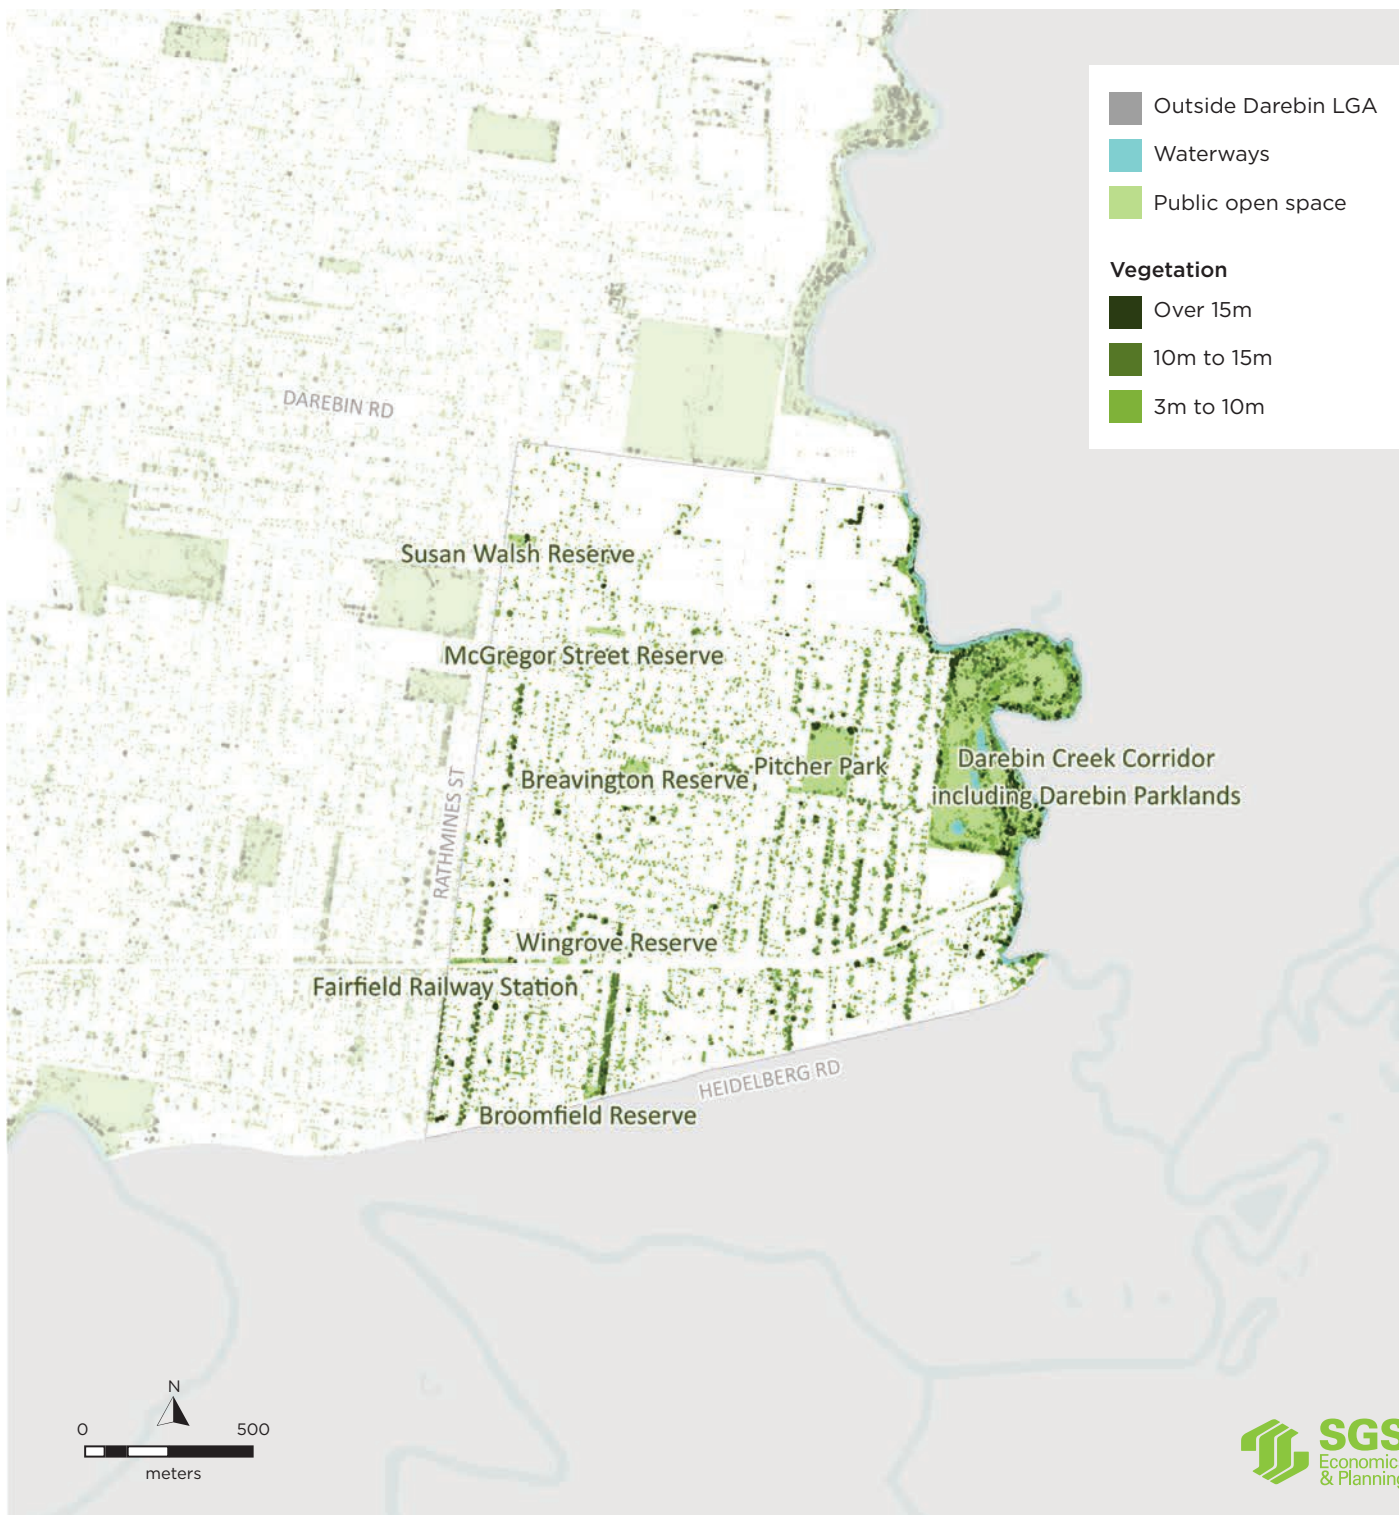 Outside Darebin LGA
Waterways
Public open space
Vegetation
Over 15m
10m to 15m
3m to 10m
DAREBIN RD
Susan Walsh Reserve
McGregor Street Reserve
RATHMINES ST
Breavington Reserve
Pitcher Park
Darebin Creek Corridor
including Darebin Parklands
Wingrove Reserve
Fairfield Railway Station
HEIDELBERG RD
Broomfield Reserve
N
0 500
meters
SGS
Economic
& Planning